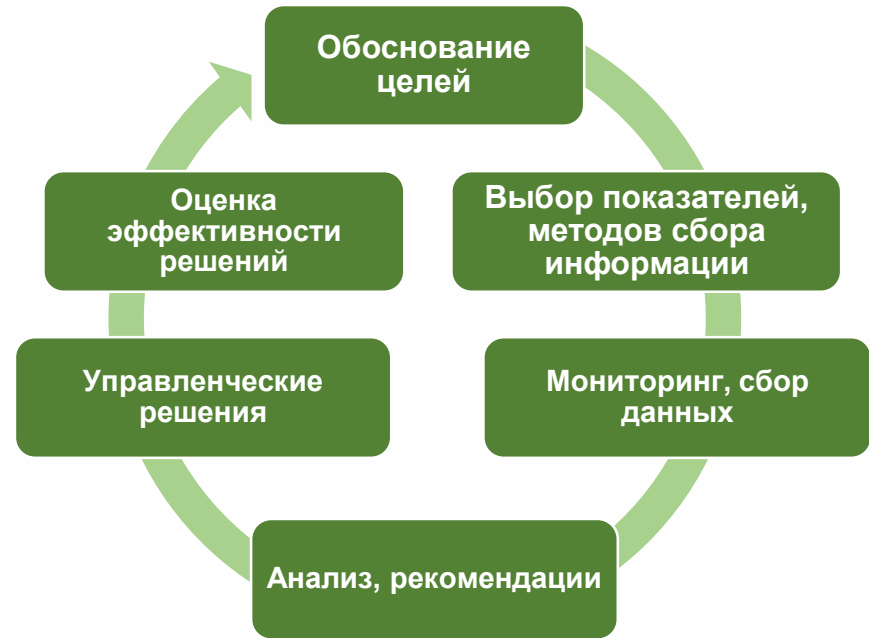 Обоснование
целей
Выбор показателей,
методов сбора
информации
Мониторинг, сбор
данных
Анализ, рекомендации
Управленческие
решения
Оценка
эффективности
решений